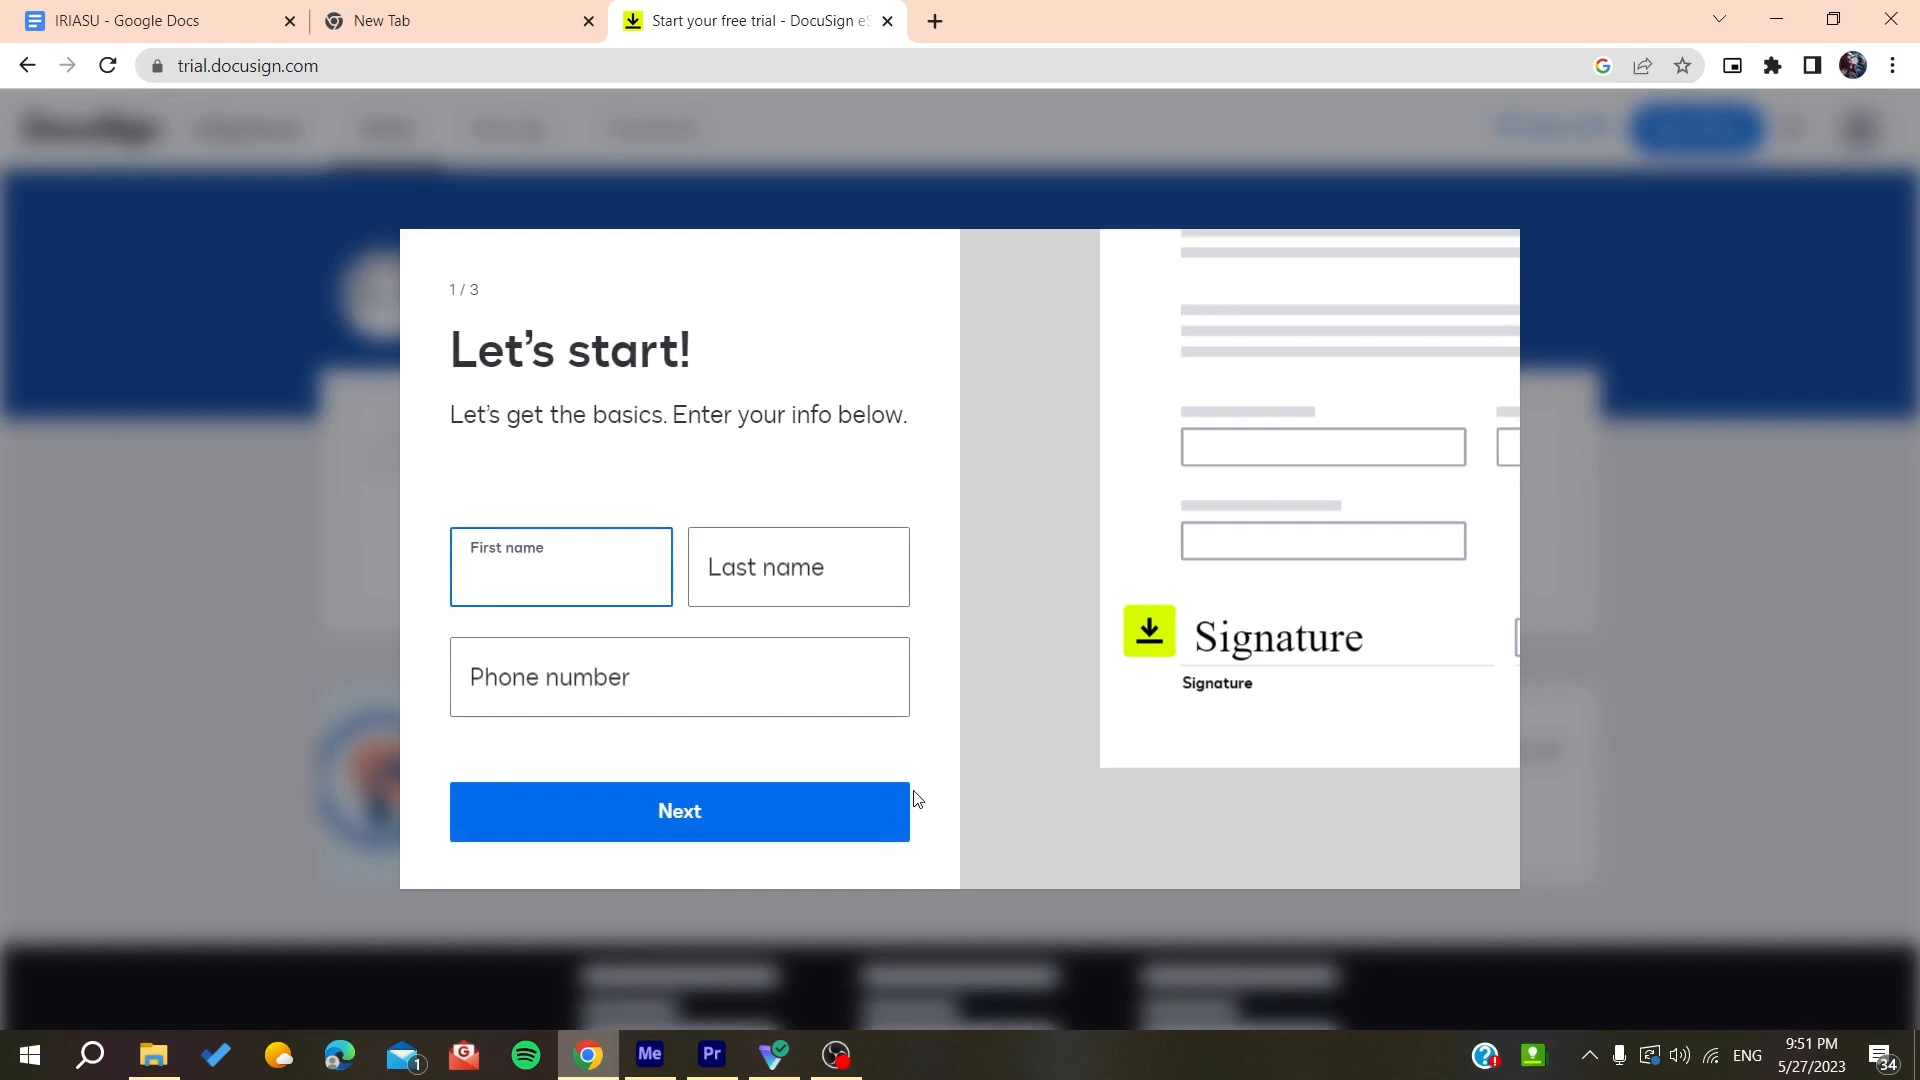 IRIASU - Google Docs
New Tab
Start your free trial - DocuSign eS
trial.docusign.com
1 / 3
Let's start!
Let's get the basics. Enter your info below.
First name
Last name
Phone number
Next
Signature
Signature
1
Me
Pr
ENG
9:51 PM
5/27/2023
34